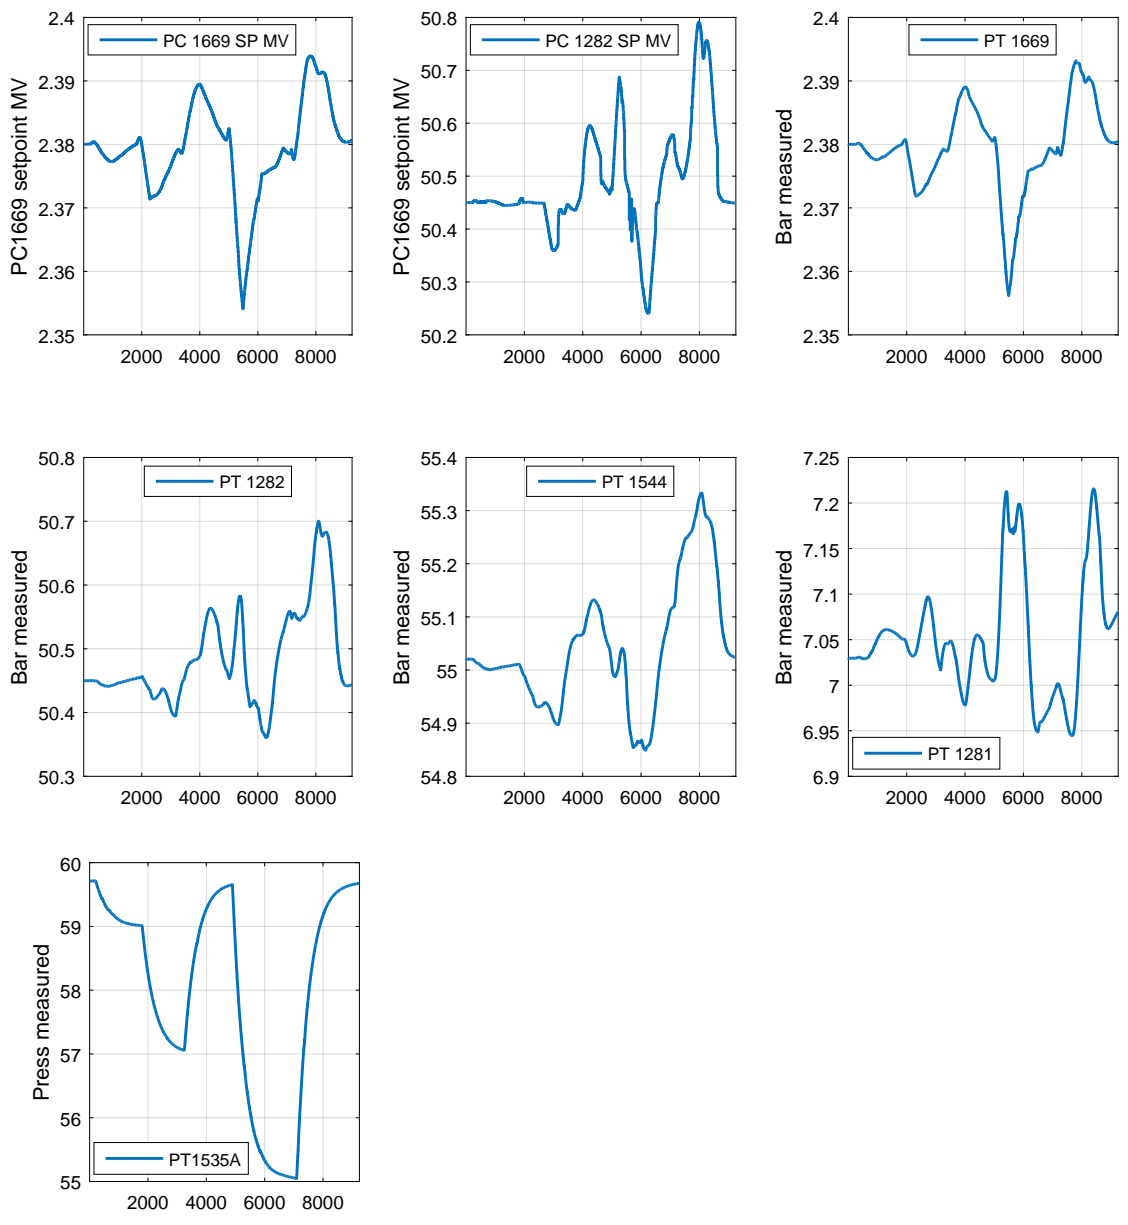 2.4
2.39
2.38
2.37
2.36
2.35
PC1669 setpoint MV
PC 1669 SP MV
2000 4000 6000 8000
50.8
50.7
50.6
50.5
50.4
50.3
50.2
PC1669 setpoint MV
PC 1282 SP MV
2000 4000 6000 8000
2.4
2.39
2.38
2.37
2.36
2.35
Bar measured
PT 1669
2000 4000 6000 8000
50.8
50.7
50.6
50.5
50.4
50.3
Bar measured
PT 1282
2000 4000 6000 8000
55.4
55.3
55.2
55.1
55
54.9
54.8
Bar measured
PT 1544
2000 4000 6000 8000
7.25
7.2
7.15
7.1
7.05
7
6.95
6.9
Bar measured
PT 1281
2000 4000 6000 8000
60
59
58
57
56
55
Press measured
PT1535A
2000 4000 6000 8000